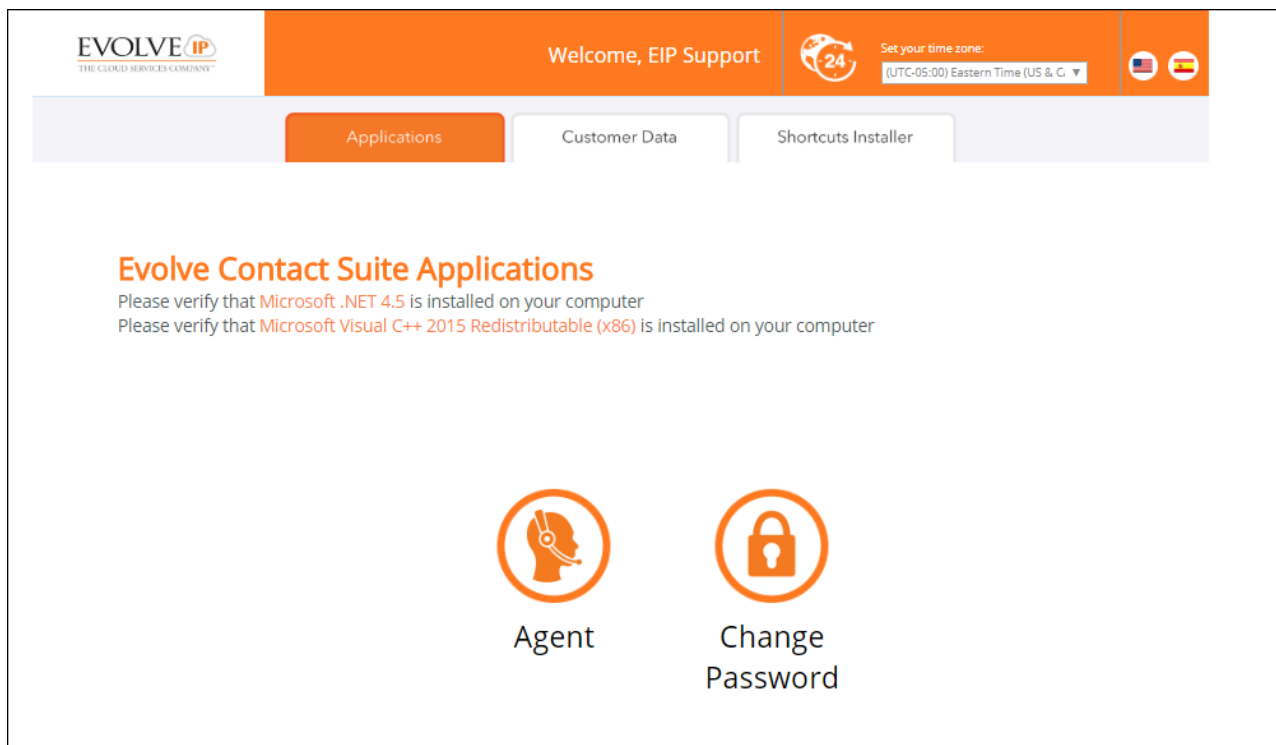 EVOLVE IP
THE CLOUD SERVICES COMPANY™
Welcome, EIP Support
24
Set your time zone:
(UTC-05:00) Eastern Time (US & C
Applications
Customer Data
Shortcuts Installer
Evolve Contact Suite Applications
Please verify that Microsoft .NET 4.5 is installed on your computer
Please verify that Microsoft Visual C++ 2015 Redistributable (x86) is installed on your computer
Agent
Change
Password